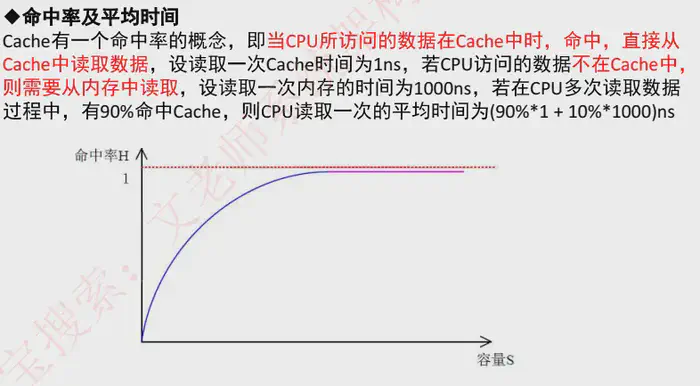 ◆命中率及平均时间
Cache有一个命中率的概念，即当CPU所访问的数据在Cache中时，命中，直接从
Cache中读取数据，设读取一次Cache时间为1ns，若CPU访问的数据不在Cache中，
则需要从内存中读取，设读取一次内存的时间为1000ns，若在CPU多次读取数据
过程中，有90%命中Cache，则CPU读取一次的平均时间为(90%*1 + 10%*1000)ns
命中率H
1
容量S
宝搜索：文老师